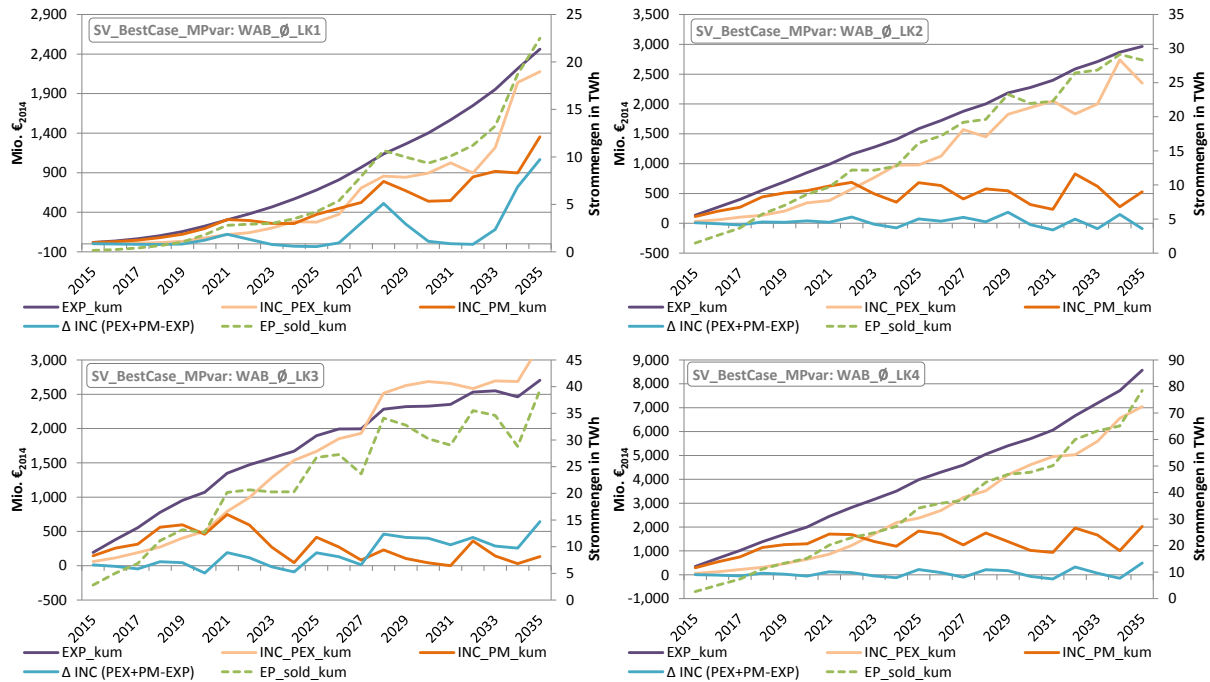 SV_BestCase_MPvar: WAB_Ø_LK1
Mio. €2014
2,900
2,400
1,900
1,400
900
400
-100
25
20
15
10
5
0
Strommengen in TWh
2015 2017 2019 2021 2023 2025 2027 2029 2031 2033 2035
EXP_kum INC_PEX_kum INC_PM_kum
Δ INC (PEX+PM-EXP) EP_sold_kum
SV_BestCase_MPvar: WAB_Ø_LK2
Mio. €2014
3,500
3,000
2,500
2,000
1,500
1,000
500
0
-500
35
30
25
20
15
10
5
0
Strommengen in TWh
2015 2017 2019 2021 2023 2025 2027 2029 2031 2033 2035
EXP_kum INC_PEX_kum INC_PM_kum
Δ INC (PEX+PM-EXP) EP_sold_kum
SV_BestCase_MPvar: WAB_Ø_LK3
Mio. €2014
3,000
2,500
2,000
1,500
1,000
500
0
-500
45
40
35
30
25
20
15
10
5
0
Strommengen in TWh
2015 2017 2019 2021 2023 2025 2027 2029 2031 2033 2035
EXP_kum INC_PEX_kum INC_PM_kum
Δ INC (PEX+PM-EXP) EP_sold_kum
SV_BestCase_MPvar: WAB_Ø_LK4
Mio. €2014
9,000
8,000
7,000
6,000
5,000
4,000
3,000
2,000
1,000
0
-1,000
90
80
70
60
50
40
30
20
10
0
Strommengen in TWh
2015 2017 2019 2021 2023 2025 2027 2029 2031 2033 2035
EXP_kum INC_PEX_kum INC_PM_kum
Δ INC (PEX+PM-EXP) EP_sold_kum